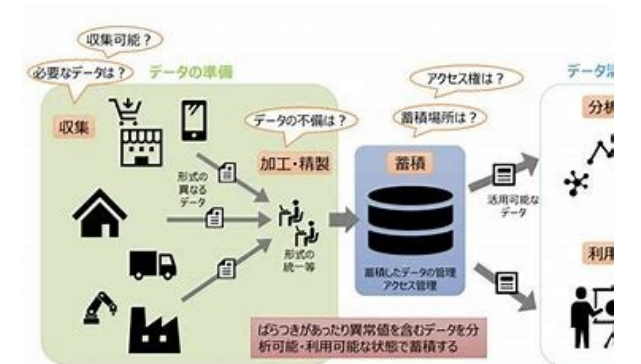 収集可能？
必要なデータは？
データの準備
収集
形式の
異なる
データ
データの不備は？
加工・精製
形式の
統一等
アクセス権は？
蓄積場所は？
蓄積
蓄積したデータの管理
アクセス管理
ばらつきがあったり異常値を含むデータを分
析可能・利用可能な状態で蓄積する
活用可能な
データ
データ
分析
利用